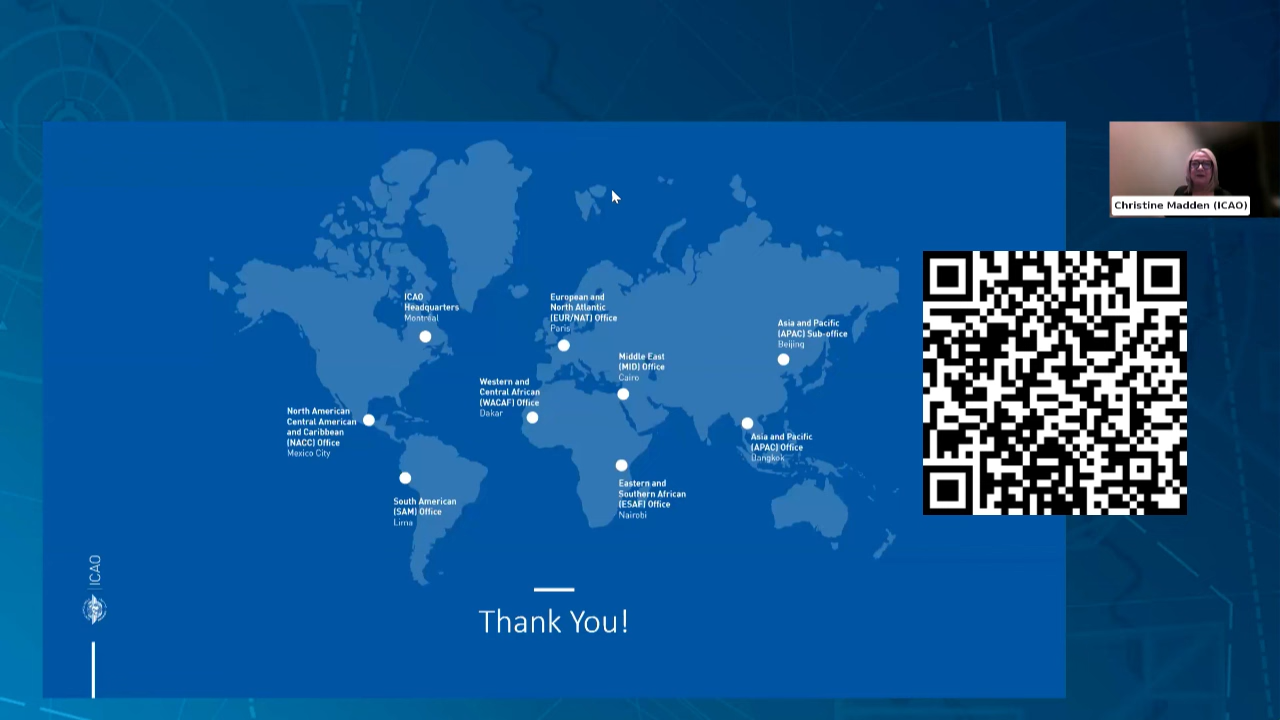 ICAO
Headquarters
Montréal
European and
North Atlantic
(EUR/NAT) Office
Paris
Asia and Pacific
(APAC) Sub-office
Beijing
Middle East
(MID) Office
Cairo
Western and
Central African
(WACAF) Office
Dakar
North American
Central American
and Caribbean
(NACC) Office
Mexico City
Asia and Pacific
(APAC) Office
Bangkok
South American
(SAM) Office
Lima
Eastern and
Southern African
(ESAF) Office
Nairobi
ICAO
Thank You!
Christine Madden (ICAO)